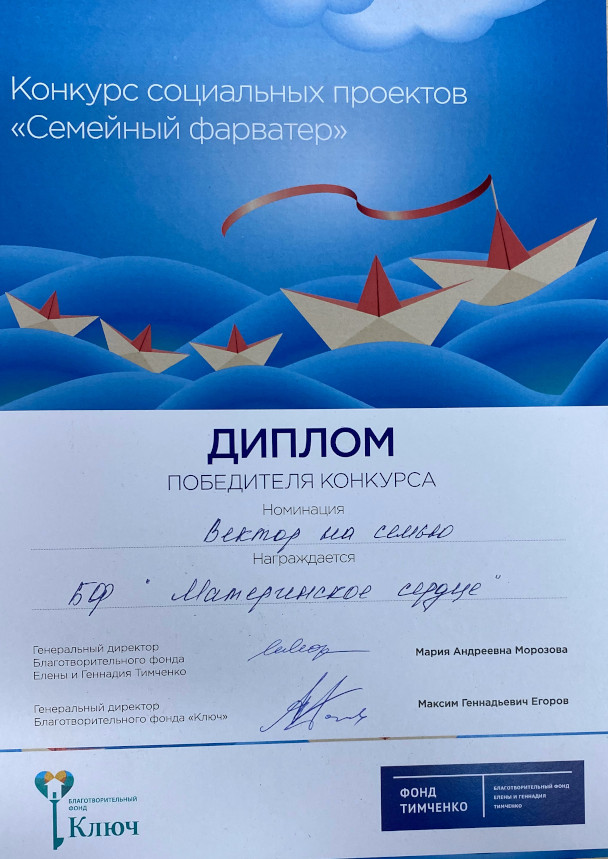 Конкурс социальных проектов
«Семейный фарватер»
ДИПЛОМ
ПОБЕДИТЕЛЯ КОНКУРСА
Номинация
Вектор на семью
Награждается
БФ "Материнское сердце"
Генеральный директор
Благотворительного фонда
Елены и Геннадия Тимченко
Мария Андреевна Морозова
Генеральный директор
Благотворительного фонда «Ключ»
Максим Геннадьевич Егоров
БЛАГОТВОРИТЕЛЬНЫЙ
ФОНД
Ключ
ФОНД
ТИМЧЕНКО
БЛАГОТВОРИТЕЛЬНЫЙ ФОНД
ЕЛЕНЫ И ГЕННАДИЯ
ТИМЧЕНКО